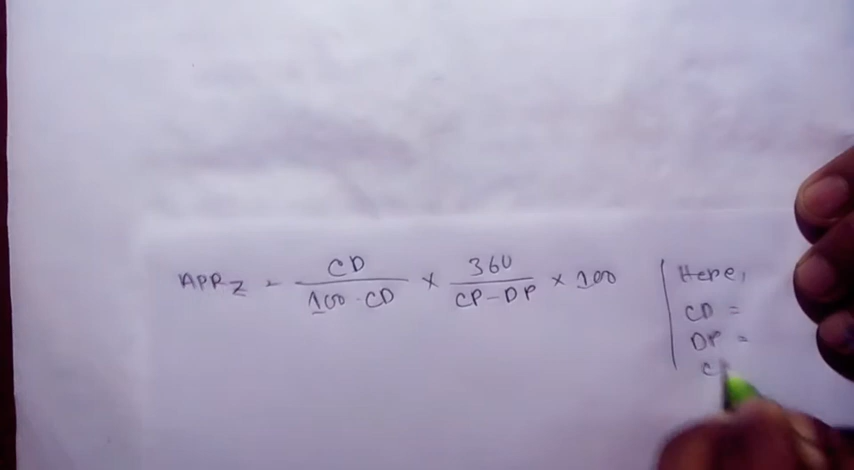 APR = CD / 100 - CD × 360 / CP - DP × 100
Here,
CD =
DP =
C